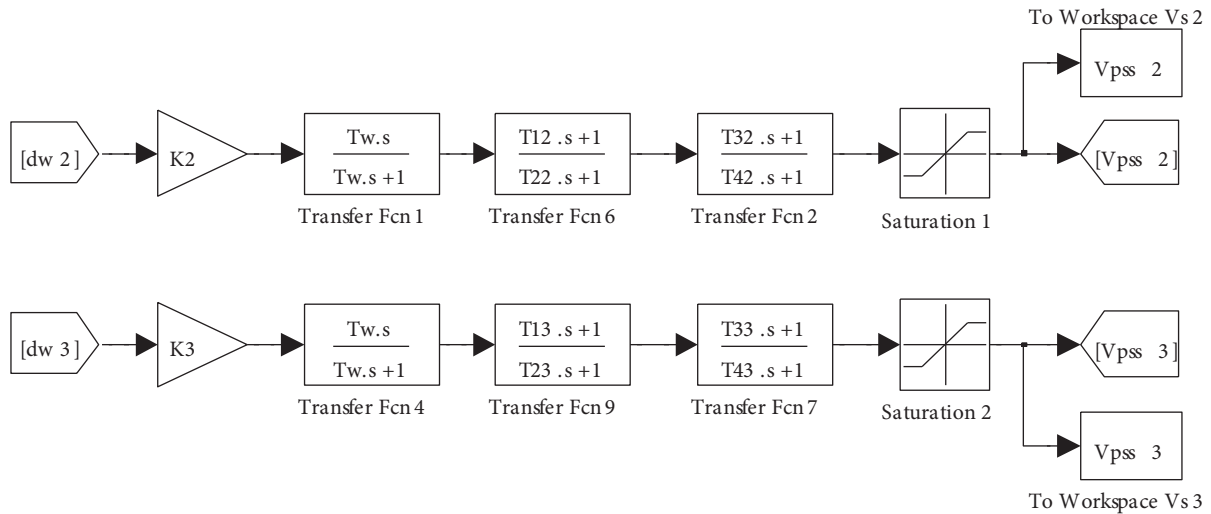 To Workspace Vs 2
Vpss 2
[dw 2]
K2
Tw.s
Tw.s +1
T12 .s +1
T22 .s +1
T32 .s +1
T42 .s +1
[Vpss 2]
Transfer Fcn 1
Transfer Fcn 6
Transfer Fcn 2
Saturation 1
[dw 3]
K3
Tw.s
Tw.s +1
T13 .s +1
T23 .s +1
T33 .s +1
T43 .s +1
[Vpss 3]
Transfer Fcn 4
Transfer Fcn 9
Transfer Fcn 7
Saturation 2
Vpss 3
To Workspace Vs 3